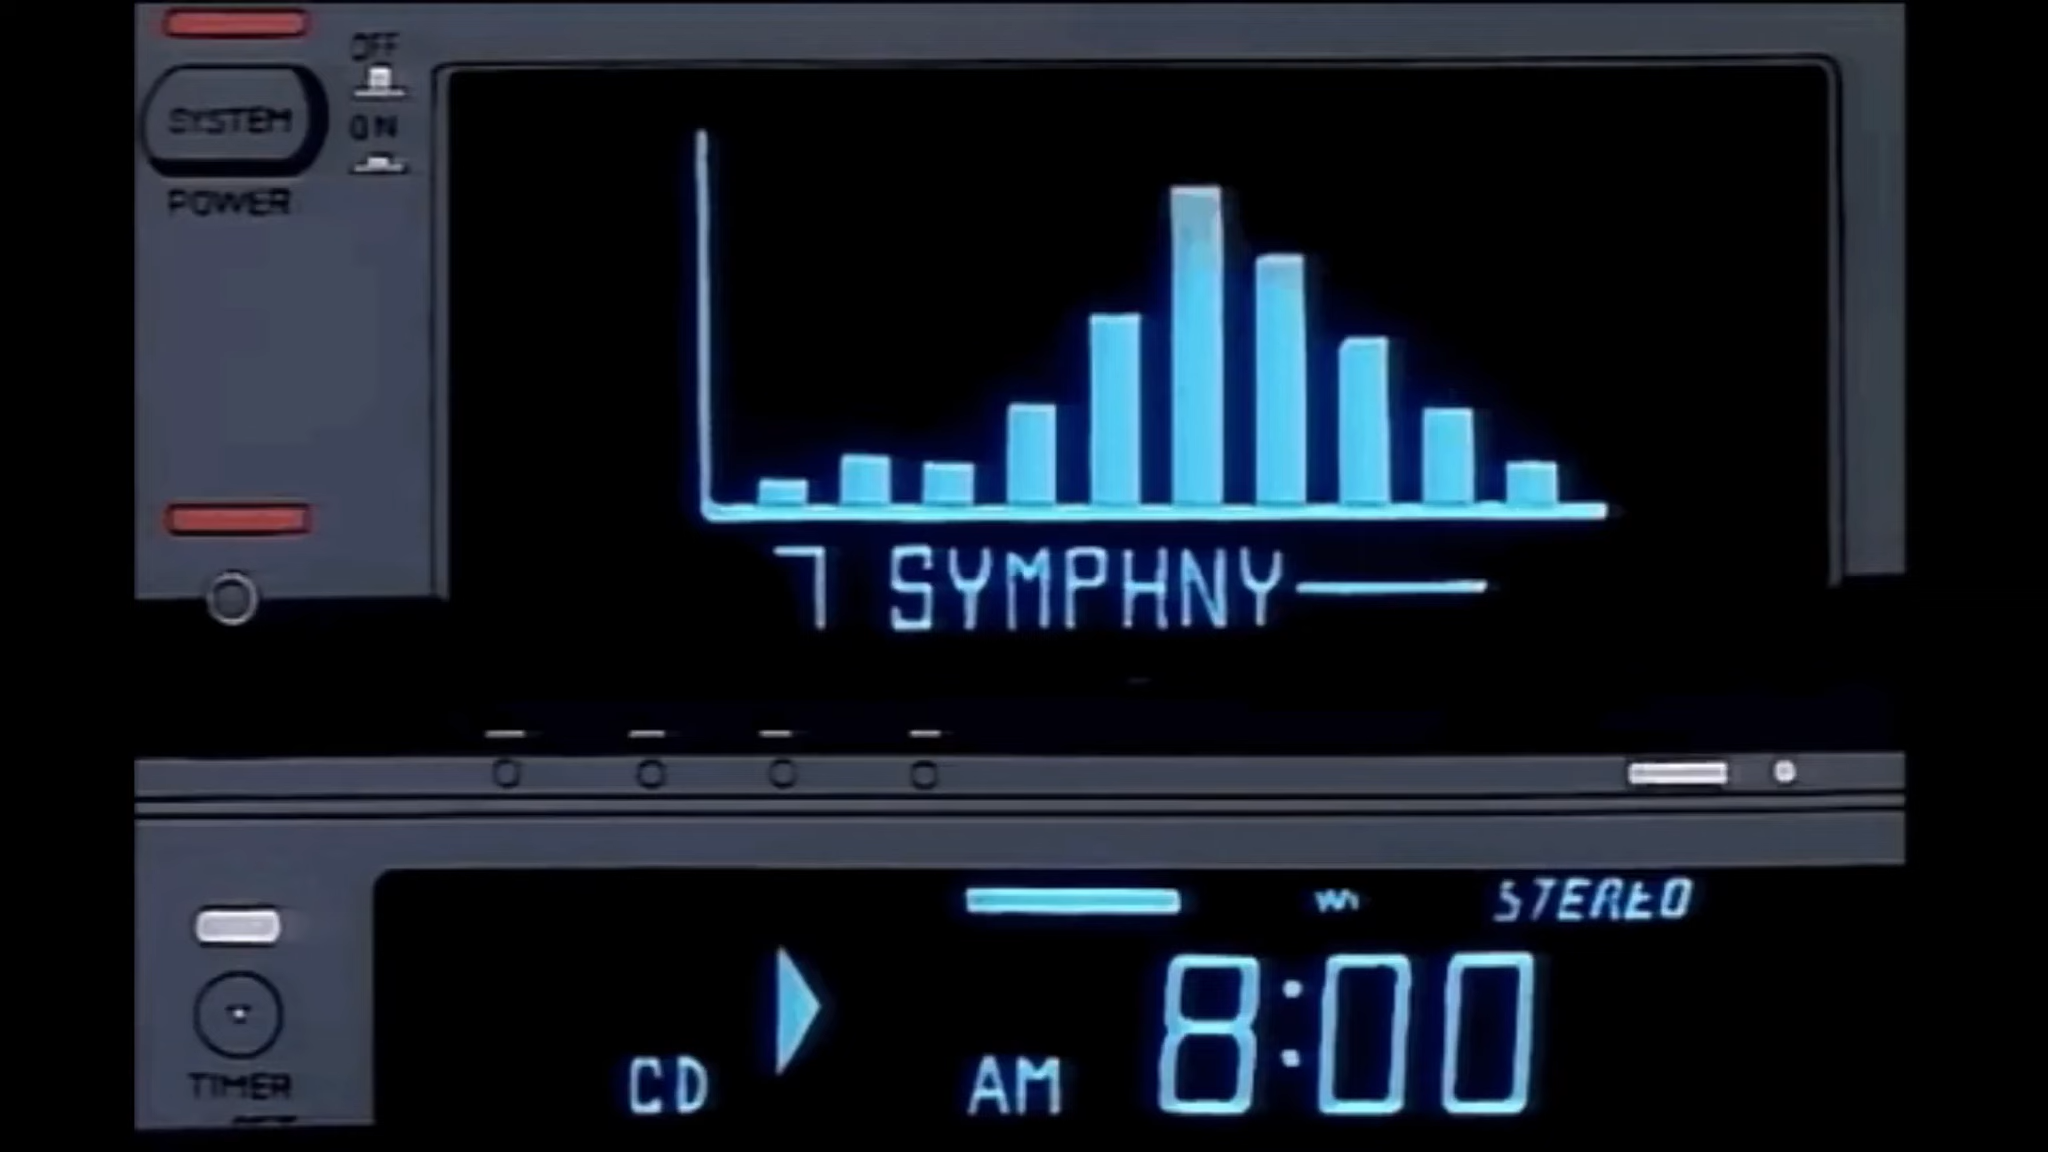 OFF
SYSTEM
ON
POWER
7 SYMPHNY
STEREO
CD
AM 8:00
TIMER